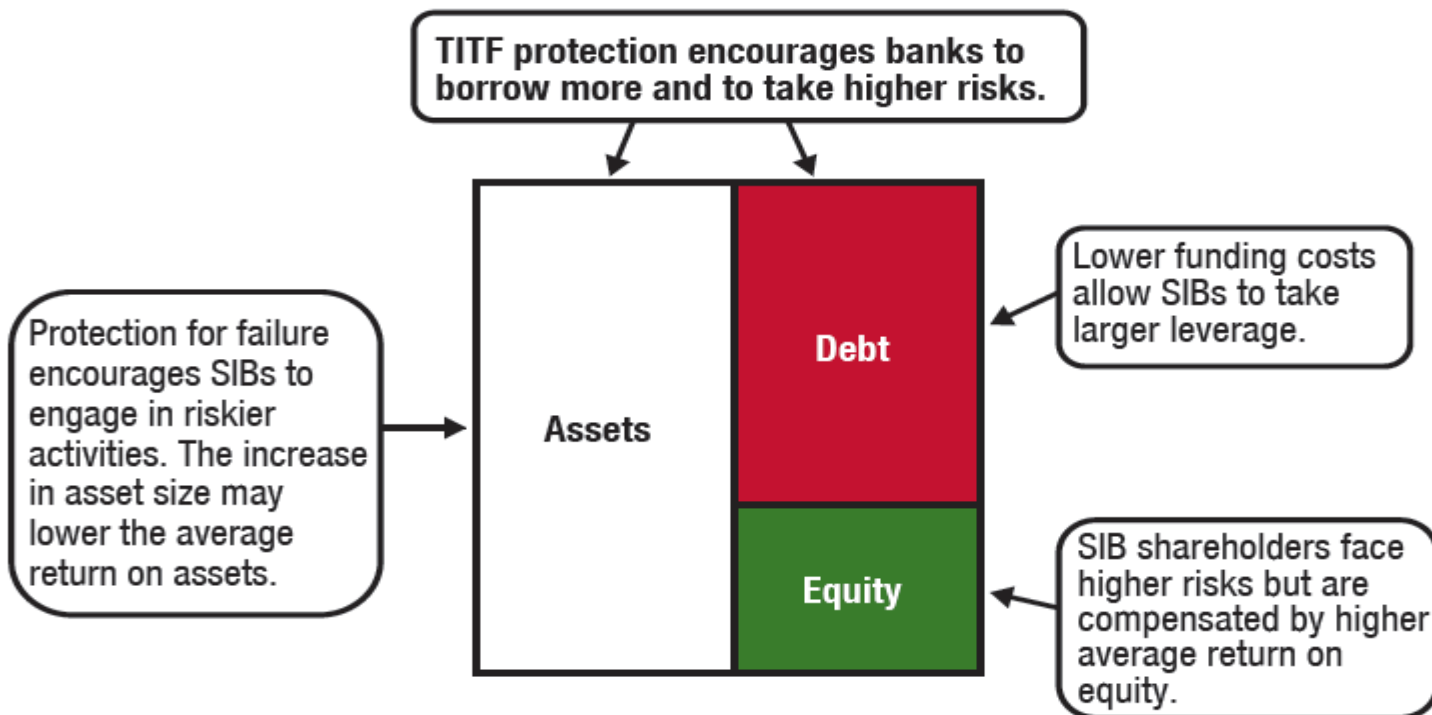 TITF protection encourages banks to
borrow more and to take higher risks.
Protection for failure
encourages SIBs to
engage in riskier
activities. The increase
in asset size may
lower the average
return on assets.
Assets
Debt
Equity
Lower funding costs
allow SIBs to take
larger leverage.
SIB shareholders face
higher risks but are
compensated by higher
average return on
equity.